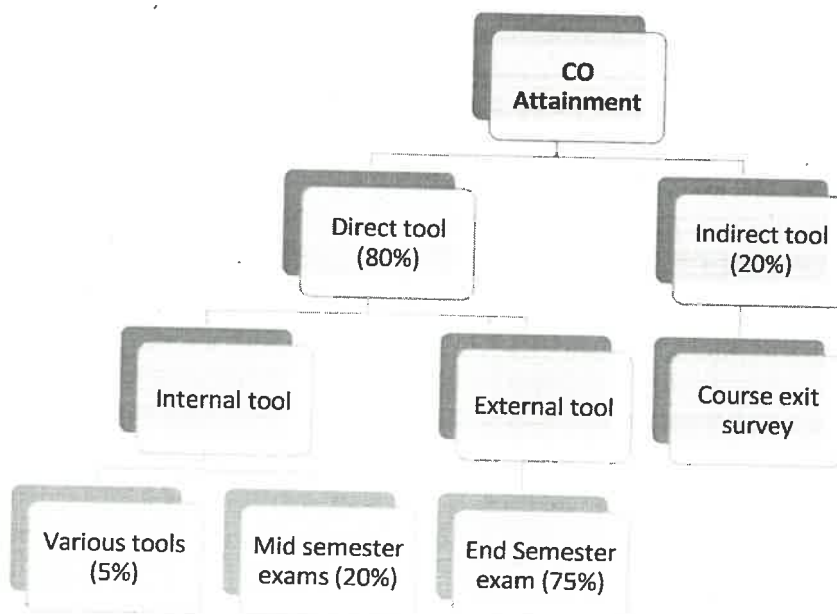 CO
Attainment
Direct tool
(80%)
Indirect tool
(20%)
Internal tool
External tool
Course exit
survey
Various tools
(5%)
Mid semester
exams (20%)
End Semester
exam (75%)